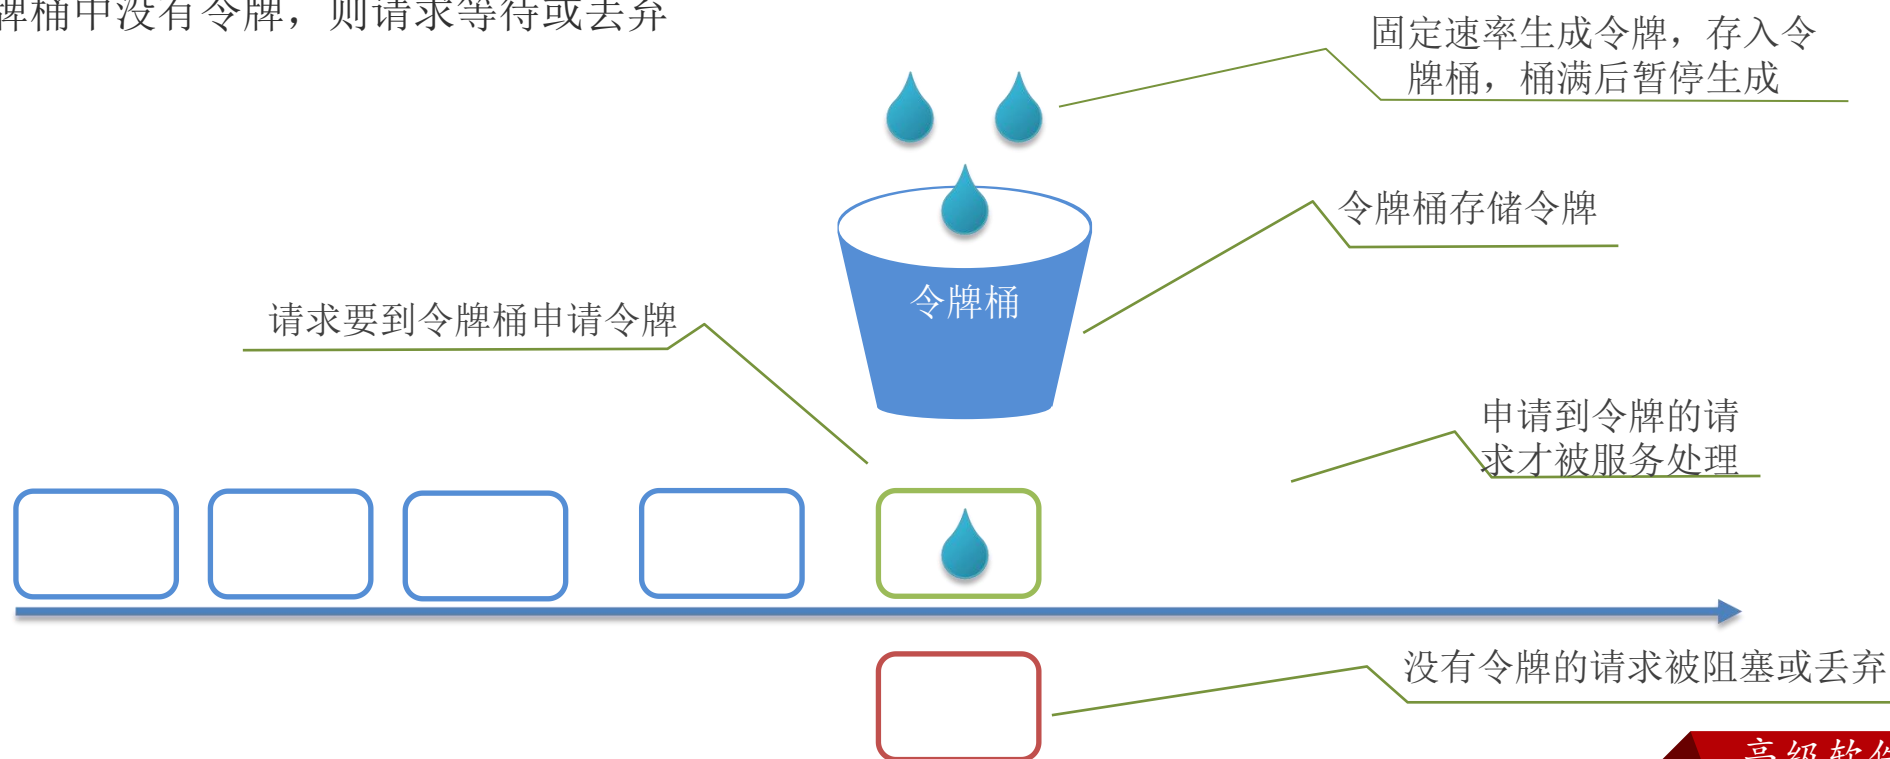 牌桶中没有令牌，则请求等待或丢弃
固定速率生成令牌，存入令
牌桶，桶满后暂停生成
令牌桶存储令牌
令牌桶
请求要到令牌桶申请令牌
申请到令牌的请
求才被服务处理
没有令牌的请求被阻塞或丢弃
高级软件